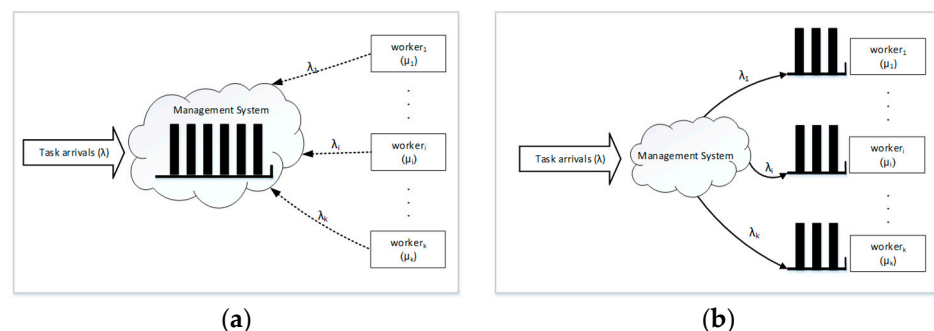 worker1
(μ1)
λ1
Management System
Task arrivals (λ)
λi
workeri
(μi)
λk
workerk
(μk)
(a)
worker1
(μ1)
λ1
Task arrivals (λ)
Management System
λi
workeri
(μi)
λk
workerk
(μk)
(b)